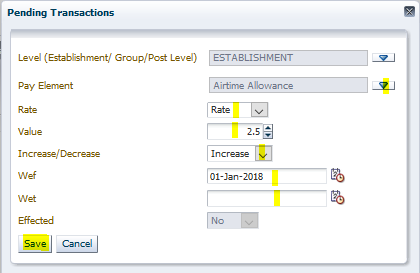 Pending Transactions
Level (Establishment/ Group/Post Level) ESTABLISHMENT
Pay Element Airtime Allowance
Rate Rate
Value 2.5
Increase/Decrease Increase
Wef 01-Jan-2018
Wet
Effected No
Save Cancel